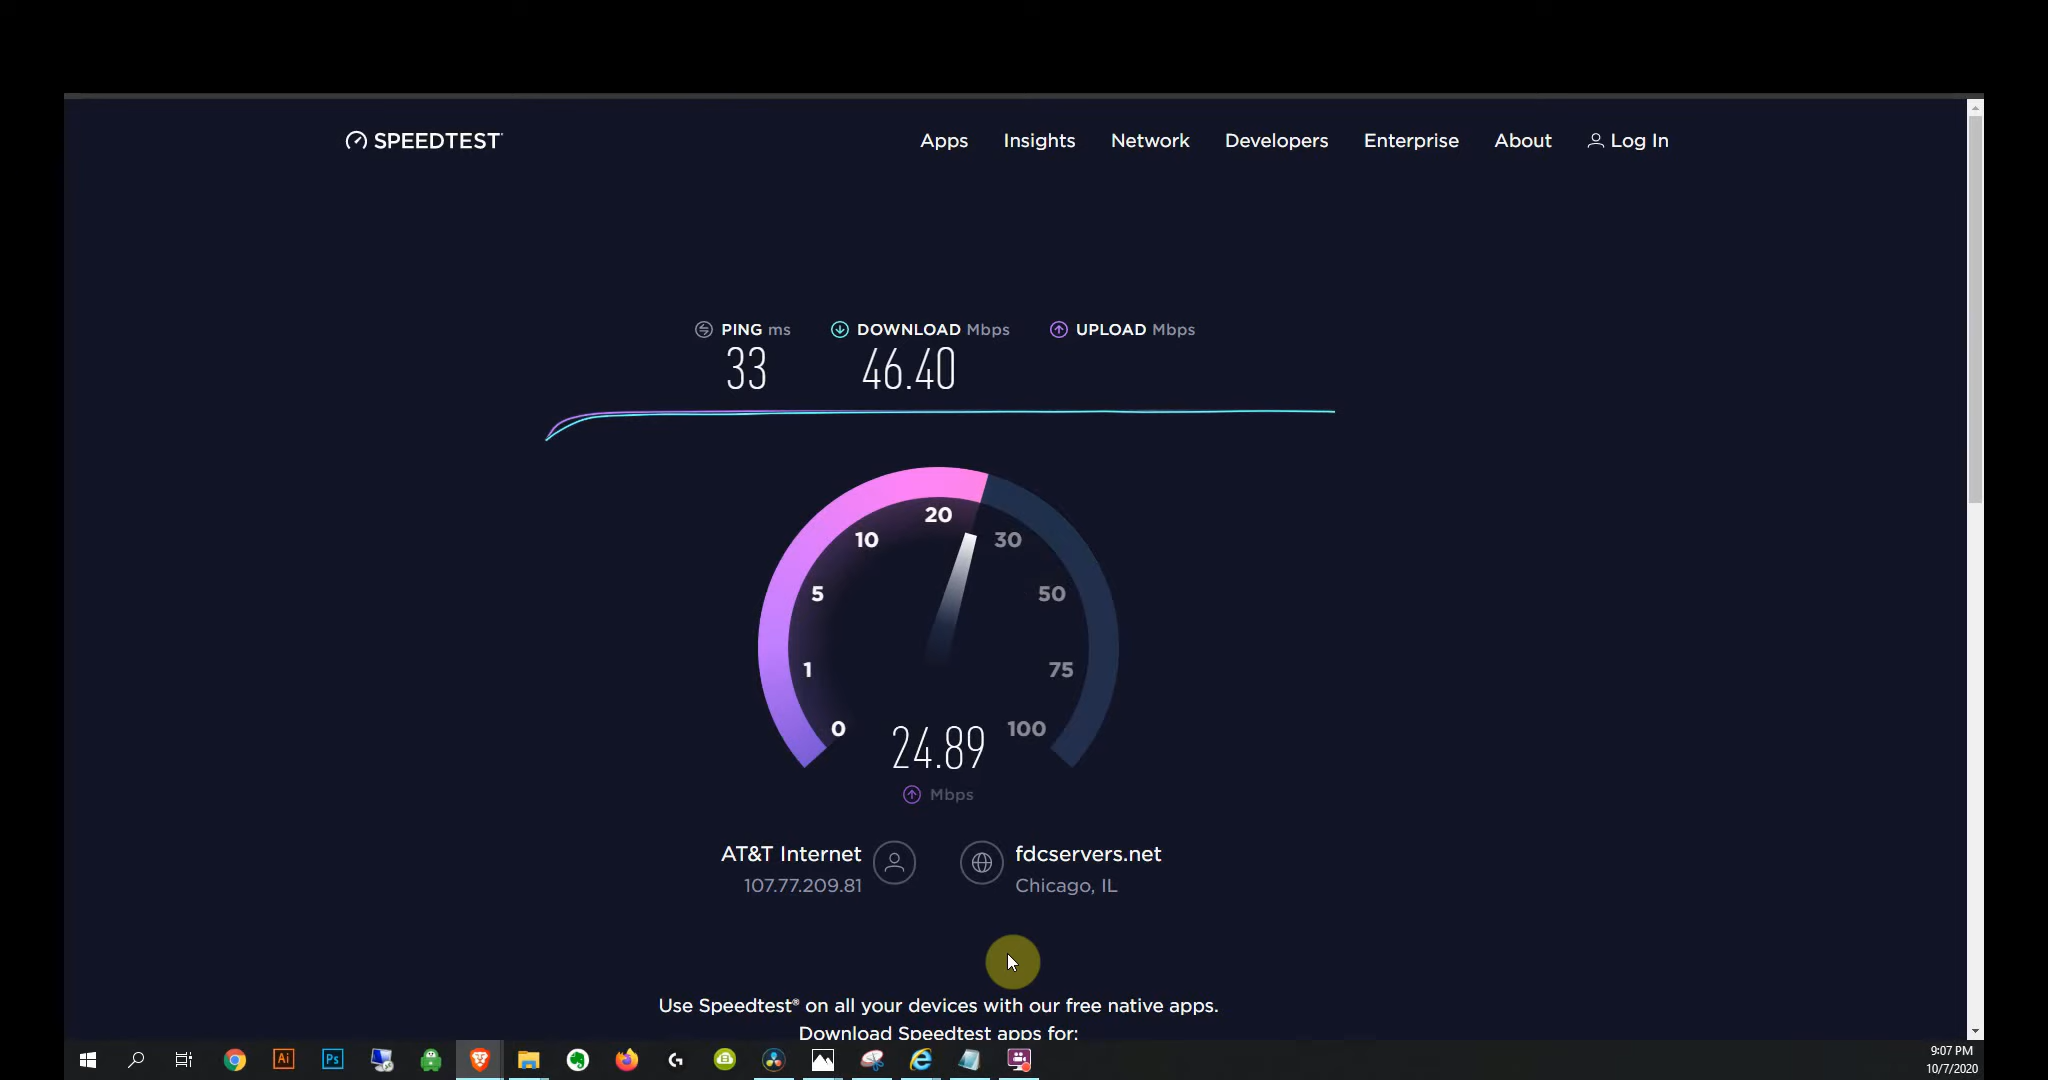 SPEEDTEST
Apps Insights Network Developers Enterprise About Log In
PING ms DOWNLOAD Mbps UPLOAD Mbps
33 46.40
20
10 30
5 50
1 75
0 100
24.89
Mbps
AT&T Internet fdcservers.net
107.77.209.81 Chicago, IL
Use Speedtest® on all your devices with our free native apps.
Download Speedtest apps for:
Ai Ps
9:07 PM
10/7/2020